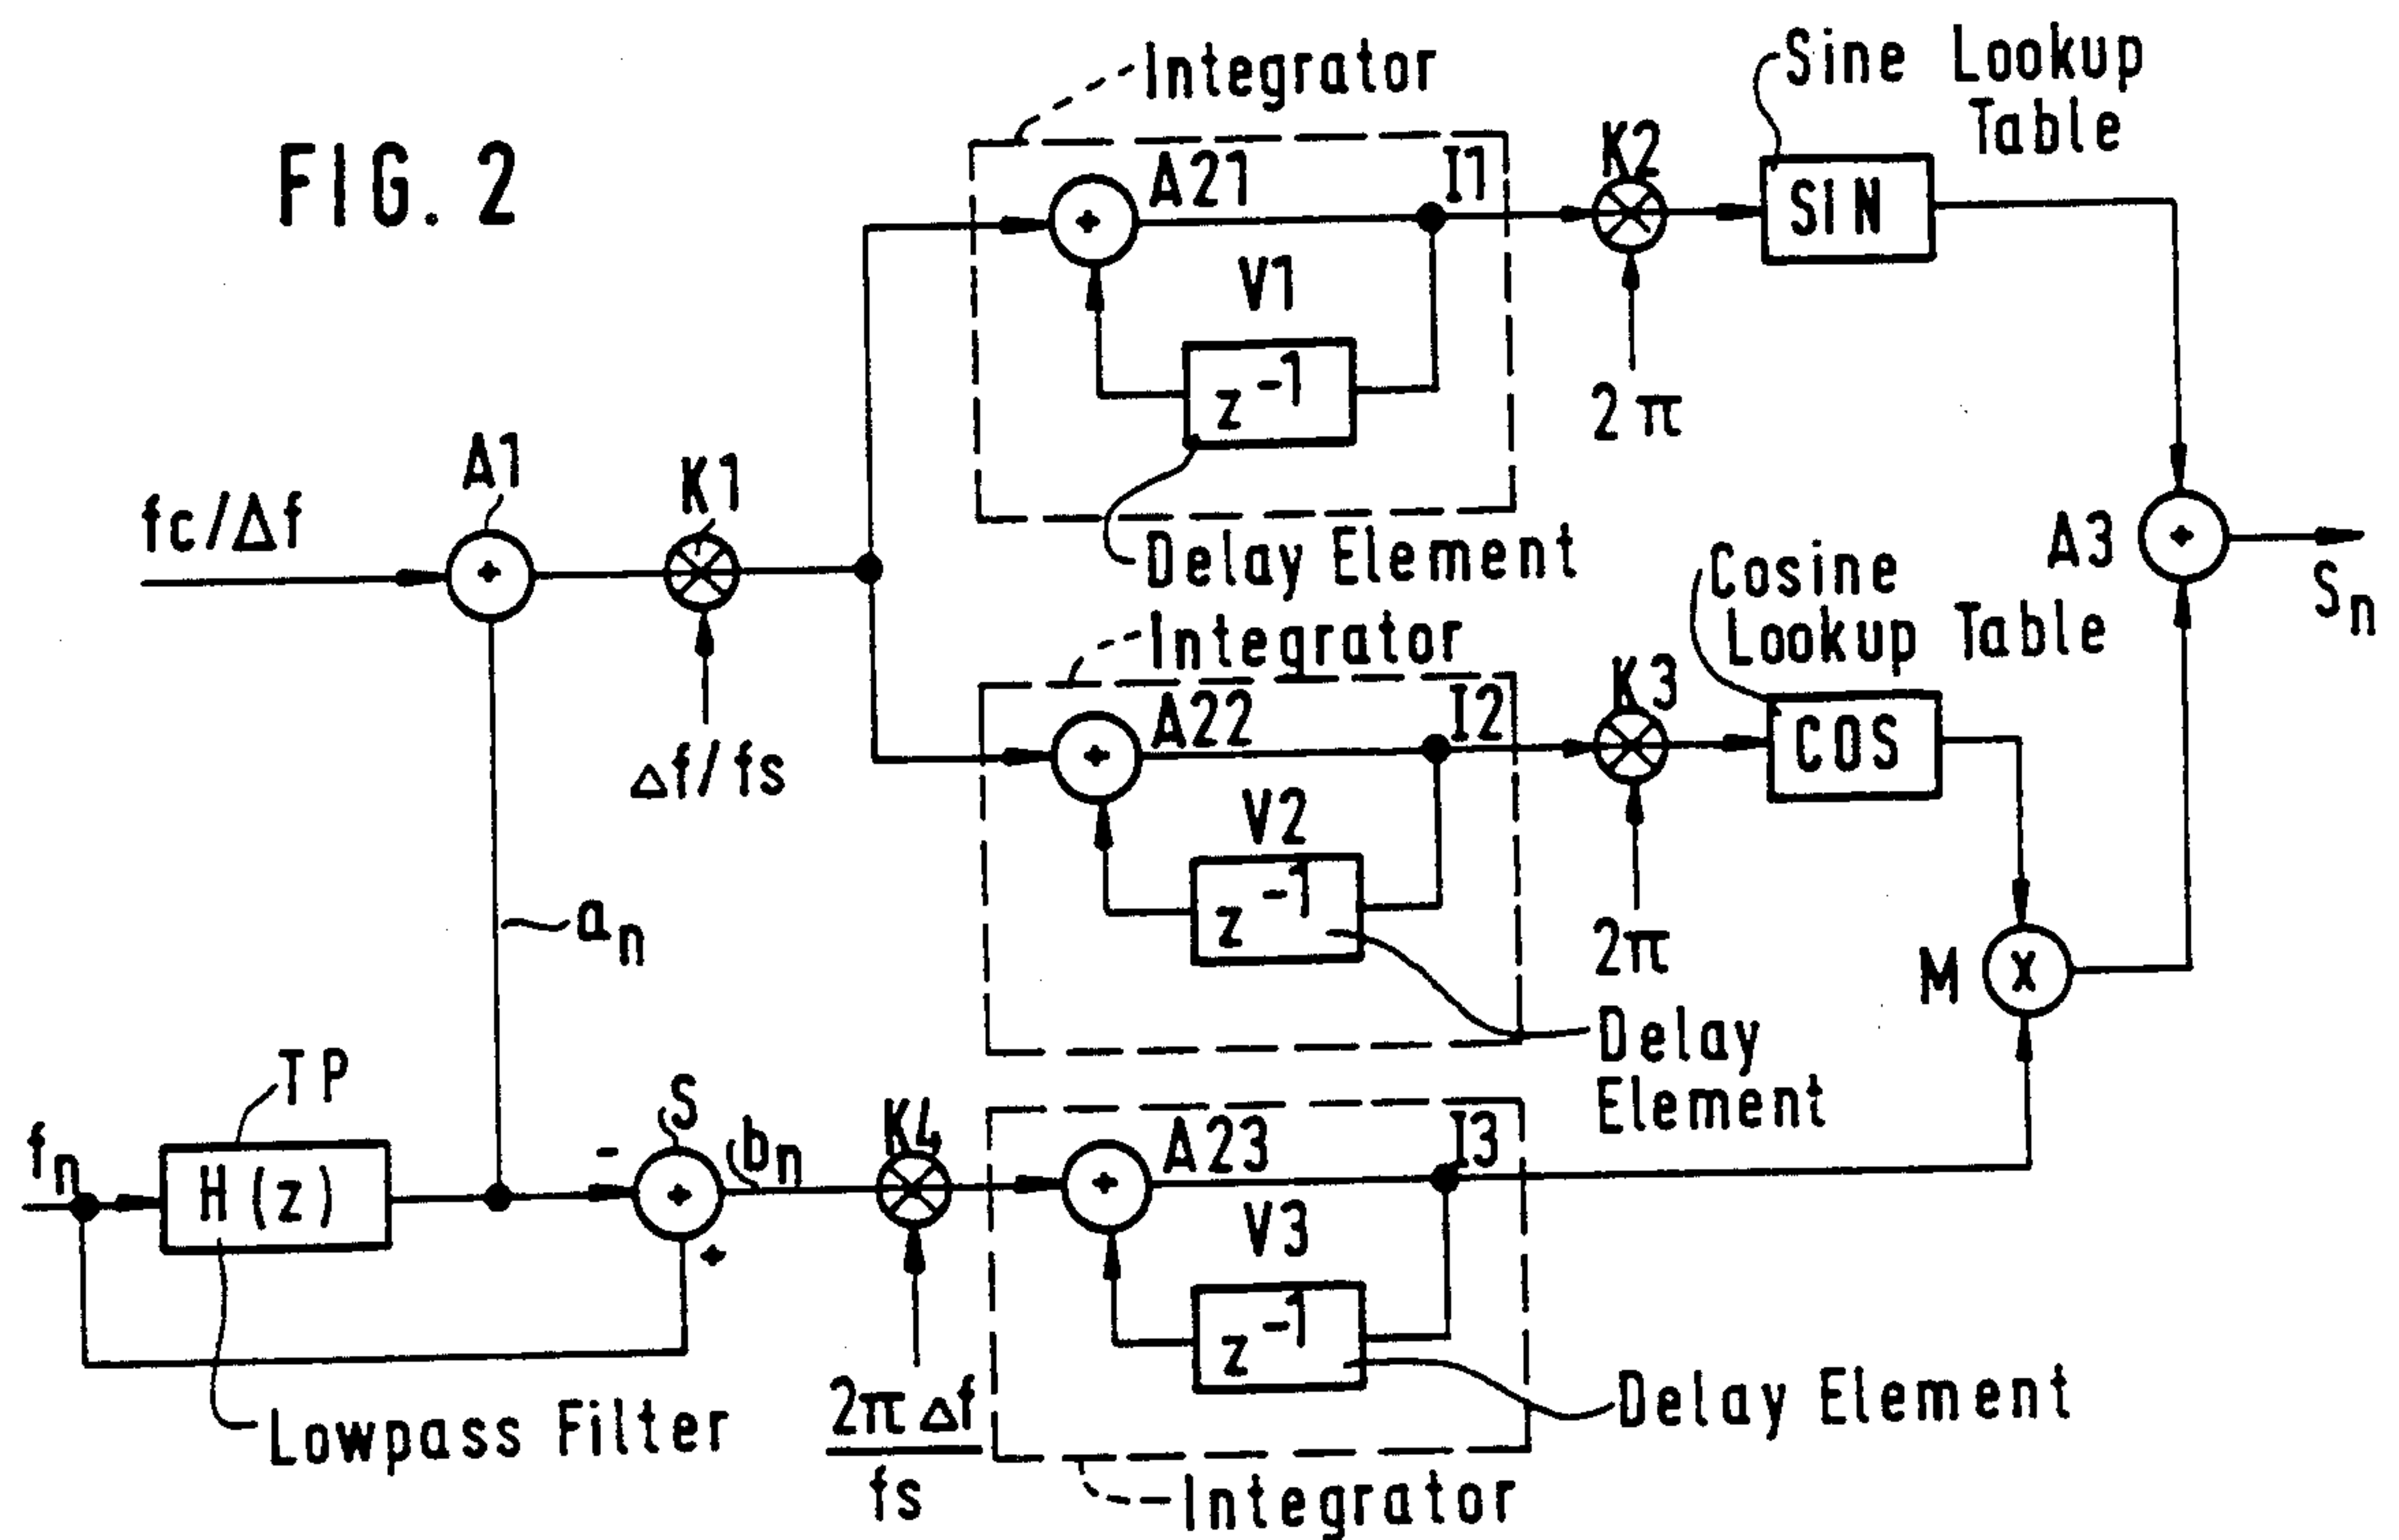 FIG. 2
Integrator
Sine Lookup
Table
A21
I1
K2
SIN
V1
z⁻¹
2π
Delay Element
fc/Δf
A1
K1
Δf/fs
A3
Sn
Cosine
Lookup Table
Integrator
A22
I2
K3
COS
V2
z⁻¹
2π
M
X
Delay
Element
an
TP
fn
H(z)
S
-
+
bn
K4
A23
I3
V3
z⁻¹
Delay Element
Lowpass Filter
2πΔf
fs
Integrator